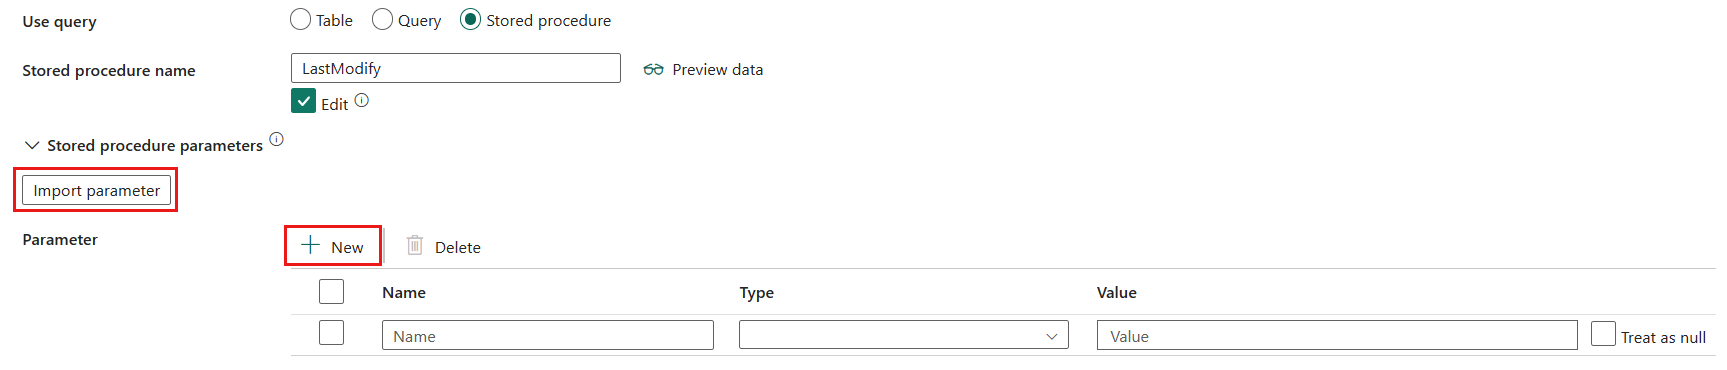 Use query Table Query Stored procedure
Stored procedure name LastModify Preview data
Edit
Stored procedure parameters
Import parameter
Parameter New Delete
Name Type Value
Name Value Treat as null